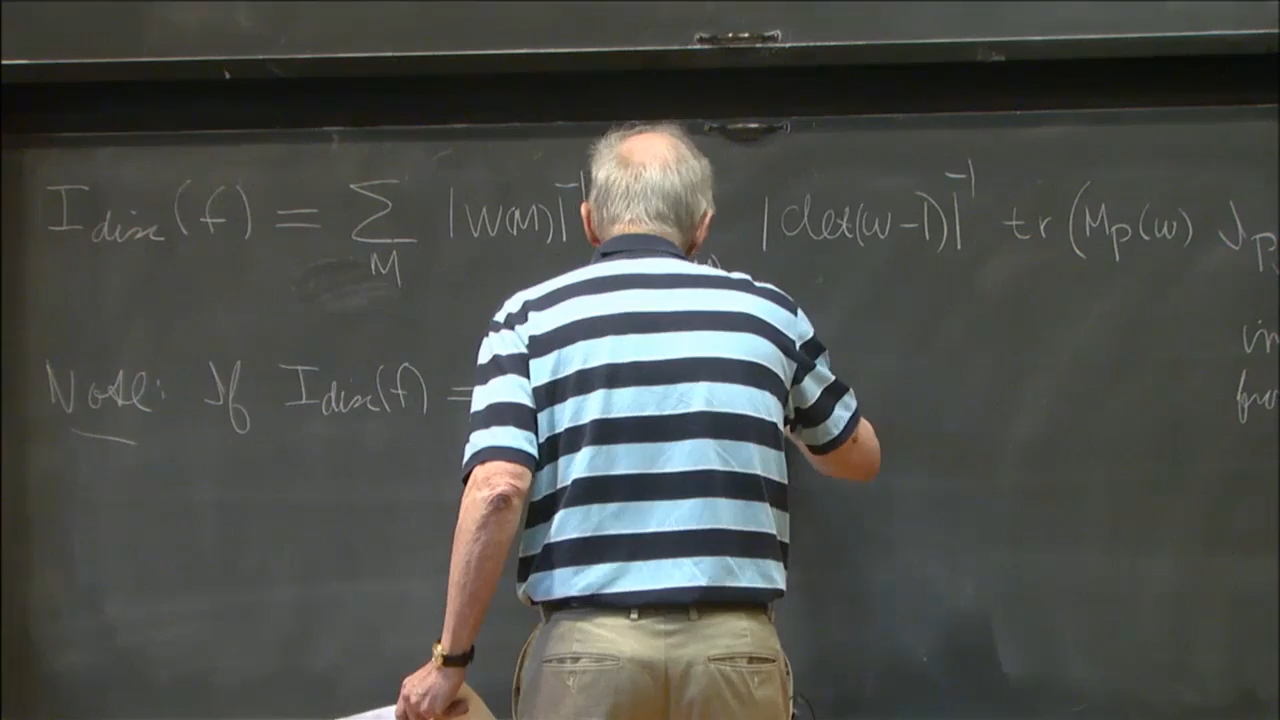 I_disc(f) = Σ_M |W(M)|^-1 |det(w-1)|^-1 tr(M_P(w) J_P
Note: If I_disc(f) =